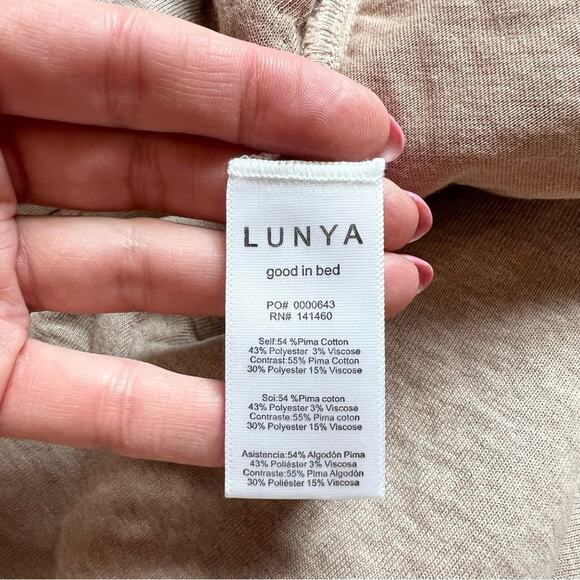 LUNYA
good in bed
PO# 0000643
RN# 141460
Self:54 %Pima Cotton
43% Polyester 3% Viscose
Contrast:55% Pima Cotton
30% Polyester 15% Viscose
Soi:54 %Pima coton
43% Polyester 3% Viscose
Contraste:55% Pima coton
30% Polyester 15% Viscose
Asistencia:54% Algodón Pima
43% Poliéster 3% Viscosa
Contraste:55% Pima Algodón
30% Poliéster 15% Viscosa